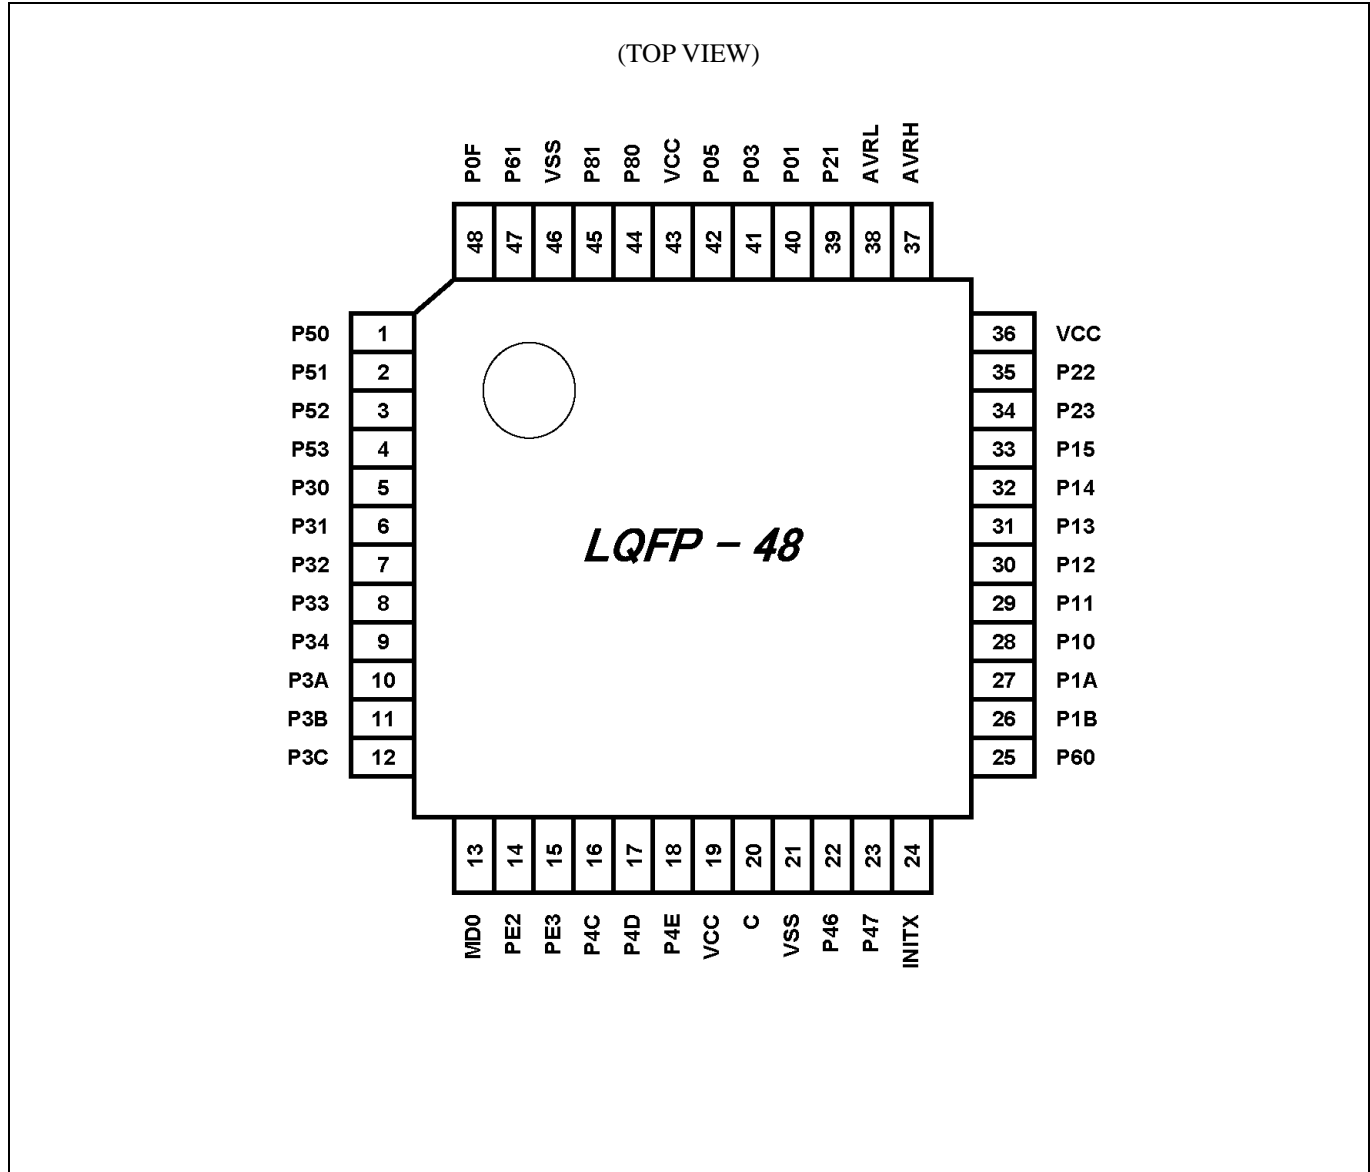 (TOP VIEW)
P0F P61 VSS P81 P80 VCC P05 P03 P01 P21 AVRL AVRH
48 47 46 45 44 43 42 41 40 39 38 37
P50 1 36 VCC
P51 2 35 P22
P52 3 34 P23
P53 4 33 P15
P30 5 32 P14
P31 6 31 P13
P32 7 30 P12
P33 8 29 P11
P34 9 28 P10
P3A 10 27 P1A
P3B 11 26 P1B
P3C 12 25 P60
LQFP - 48
13 14 15 16 17 18 19 20 21 22 23 24
MD0 PE2 PE3 P4C P4D P4E VCC C VSS P46 P47 INITX